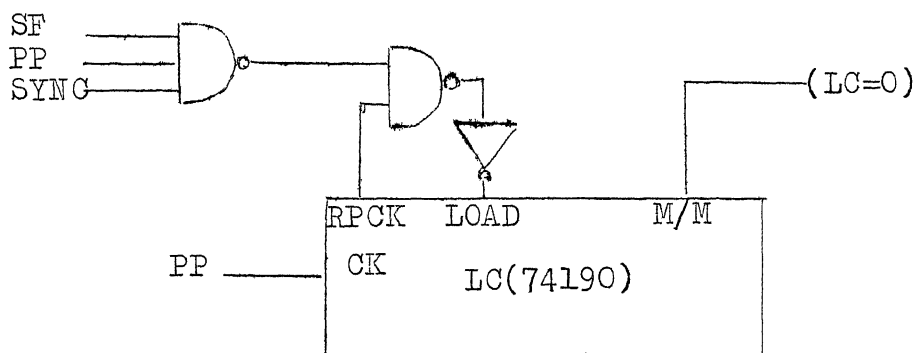 SF
PP
SYNC
(LC=0)
RPCK LOAD M/M
PP CK LC(74190)